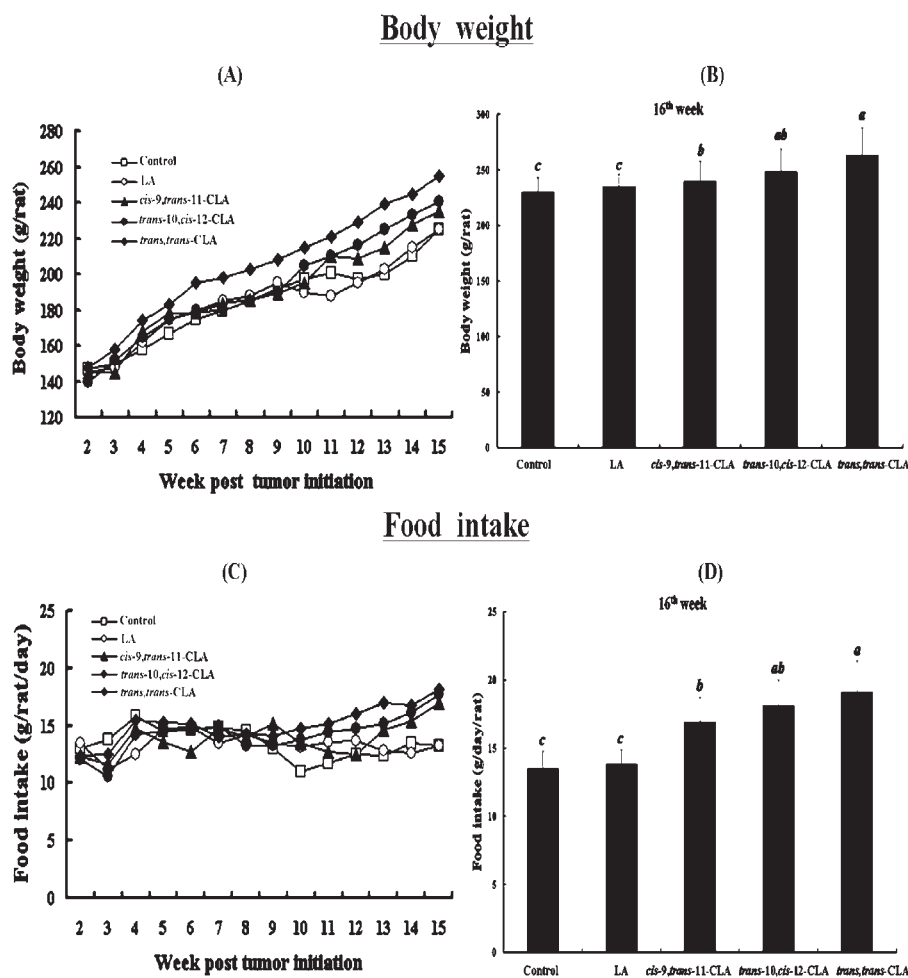 Body weight
(A)
280
260
240
220
200
180
160
140
120
Body weight (g/rat)
Control
LA
cis-9,trans-11-CLA
trans-10,cis-12-CLA
trans,trans-CLA
2 3 4 5 6 7 8 9 10 11 12 13 14 15
Week post tumor initiation
(B)
16th week
300
250
200
150
100
50
0
Body weight (g/rat)
c
c
b
ab
a
Control LA cis-9,trans-11-CLA trans-10,cis-12-CLA trans,trans-CLA
Food intake
(C)
25
20
15
10
5
0
Food intake (g/rat/day)
Control
LA
cis-9,trans-11-CLA
trans-10,cis-12-CLA
trans,trans-CLA
2 3 4 5 6 7 8 9 10 11 12 13 14 15
Week post tumor initiation
(D)
16th week
25
20
15
10
5
0
Food intake (g/day/rat)
c
c
b
ab
a
Control LA cis-9,trans-11-CLA trans-10,cis-12-CLA trans,trans-CLA